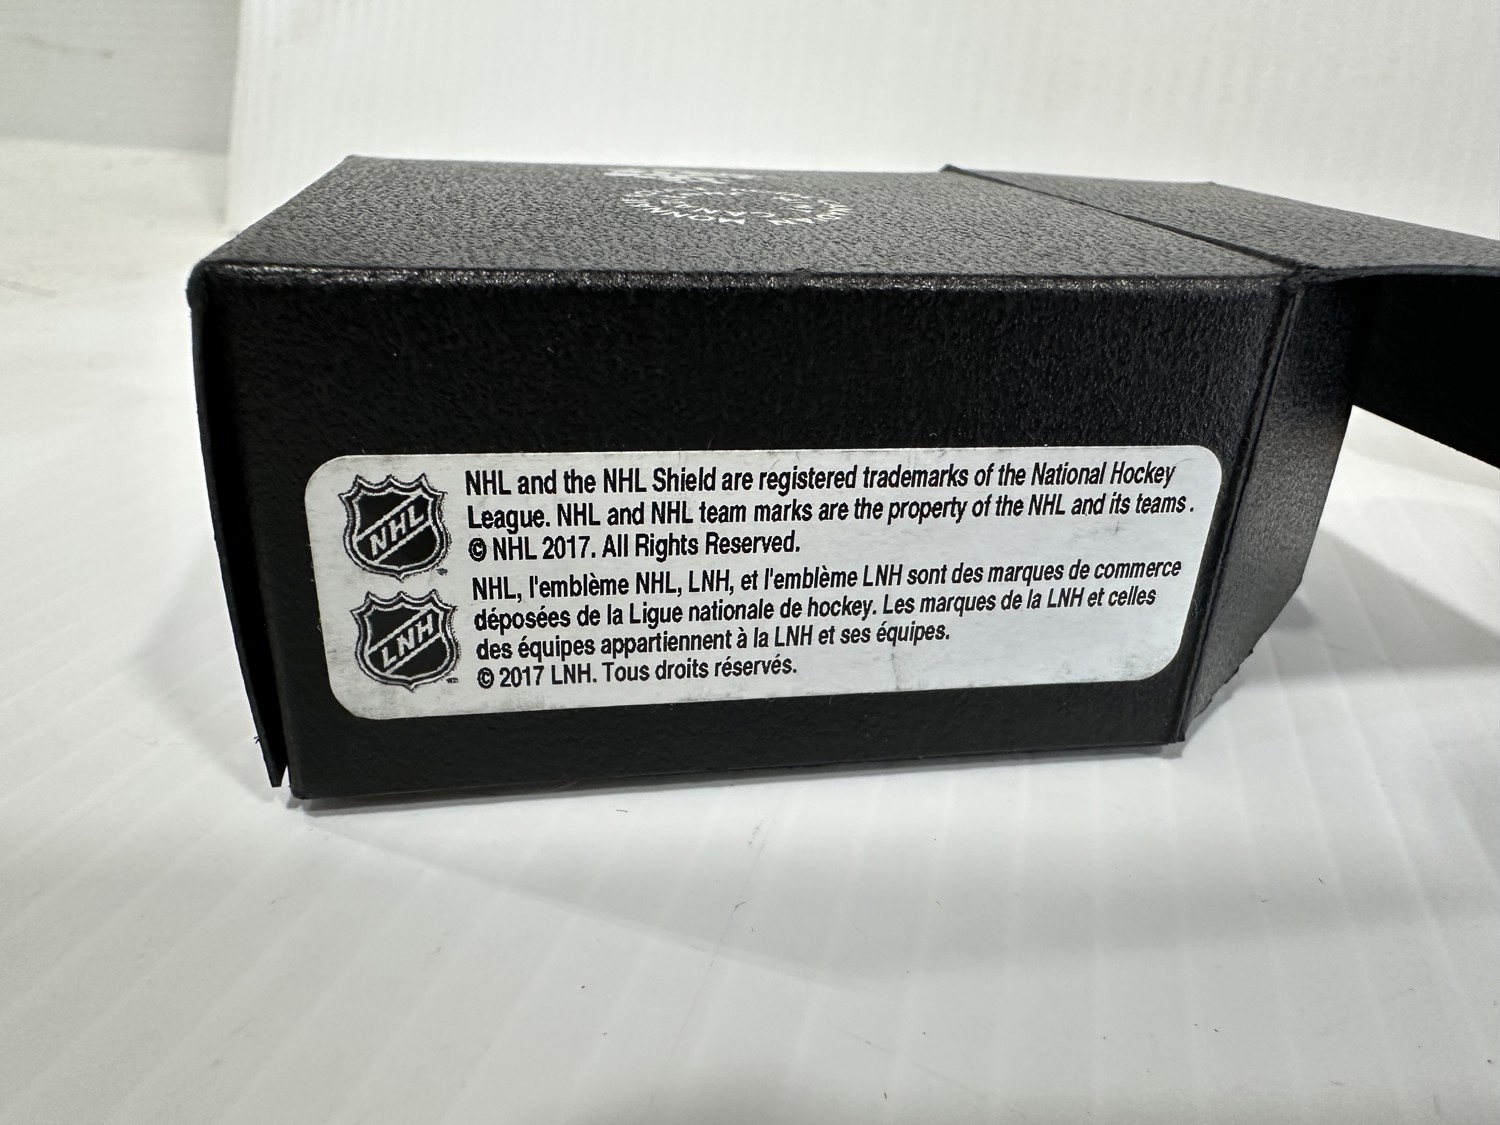 NHL
NHL and the NHL Shield are registered trademarks of the National Hockey
League. NHL and NHL team marks are the property of the NHL and its teams.
© NHL 2017. All Rights Reserved.
LNH
NHL, l'emblème NHL, LNH, et l'emblème LNH sont des marques de commerce
déposées de la Ligue nationale de hockey. Les marques de la LNH et celles
des équipes appartiennent à la LNH et ses équipes.
© 2017 LNH. Tous droits réservés.